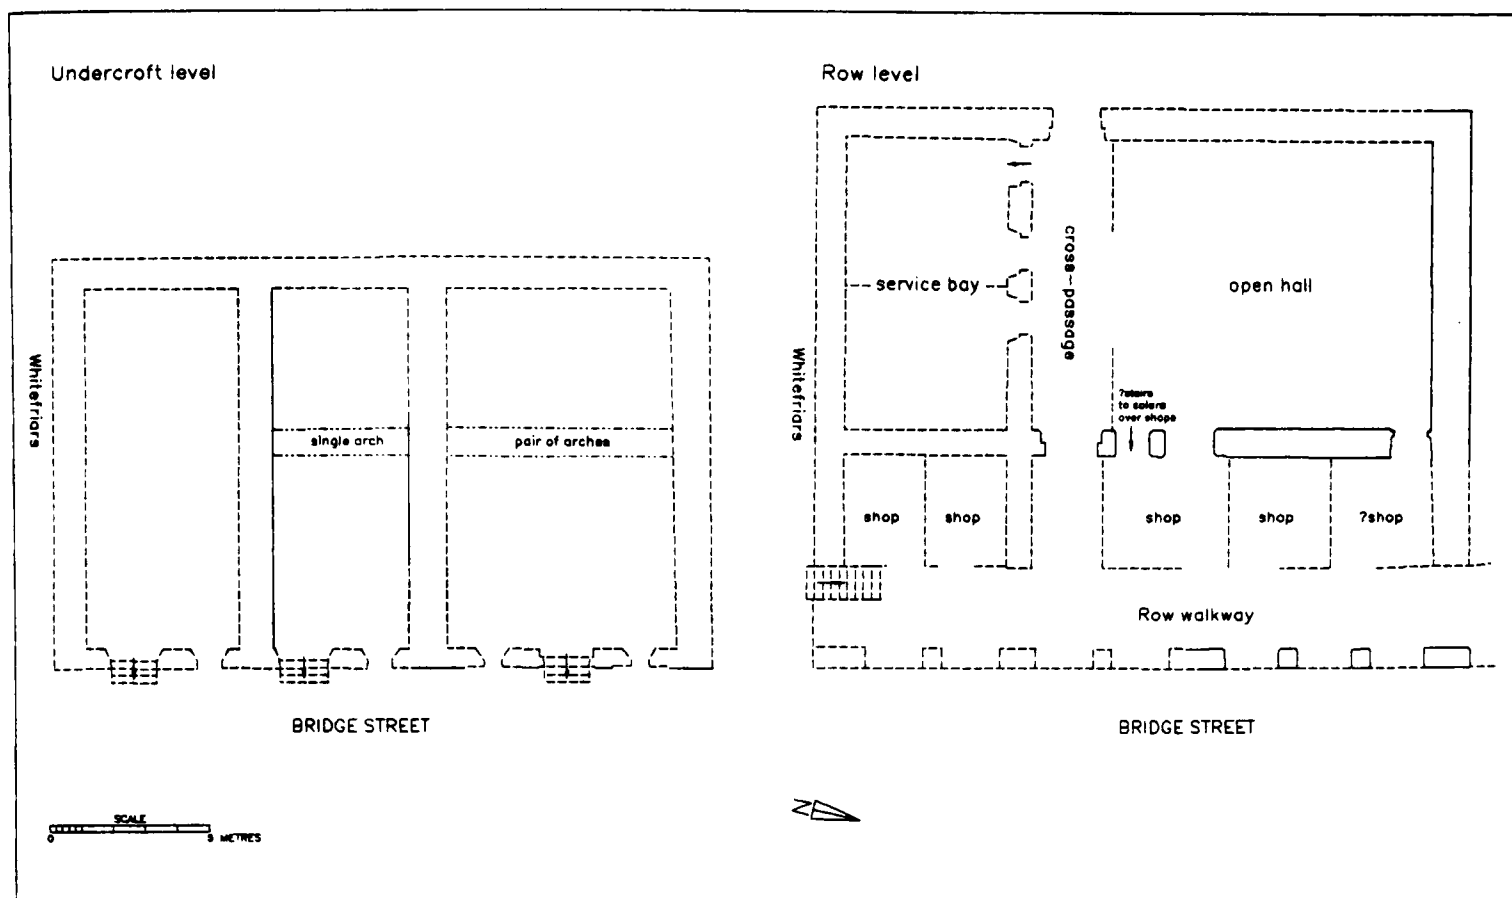 Undercroft level
Whitefriars
single arch
pair of arches
BRIDGE STREET
SCALE
0
5 METRES
Row level
Whitefriars
service bay
cross-passage
open hall
?stairs
to solars
over shops
shop
shop
shop
shop
?shop
Row walkway
BRIDGE STREET
N